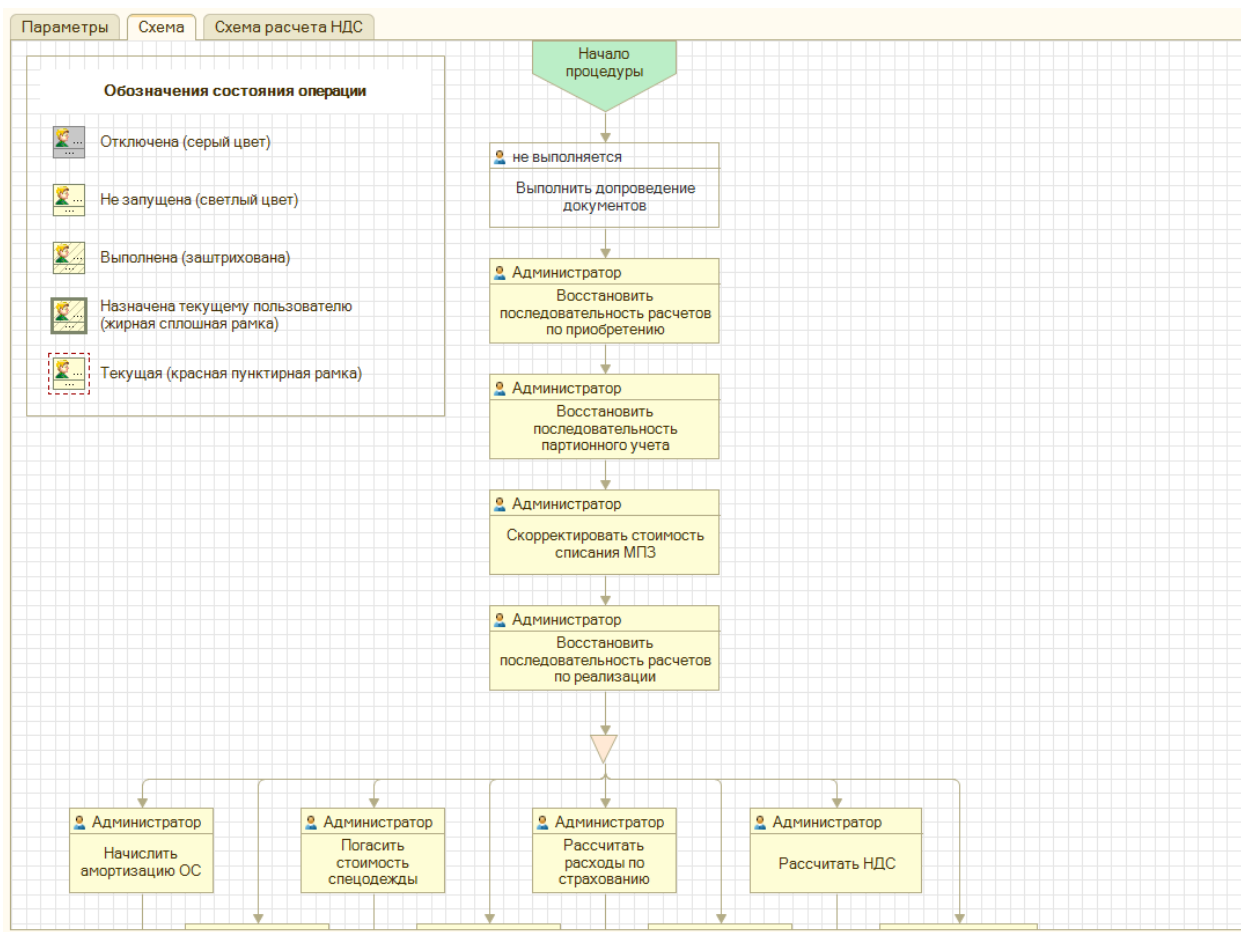 Параметры
Схема
Схема расчета НДС
Обозначения состояния операции
Отключена (серый цвет)
Не запущена (светлый цвет)
Выполнена (заштрихована)
Назначена текущему пользователю
(жирная сплошная рамка)
Текущая (красная пунктирная рамка)
Начало
процедуры
не выполняется
Выполнить допроведение
документов
Администратор
Восстановить
последовательность расчетов
по приобретению
Администратор
Восстановить
последовательность
партионного учета
Администратор
Скорректировать стоимость
списания МПЗ
Администратор
Восстановить
последовательность расчетов
по реализации
Администратор
Начислить
амортизацию ОС
Администратор
Погасить
стоимость
спецодежды
Администратор
Рассчитать
расходы по
страхованию
Администратор
Рассчитать НДС